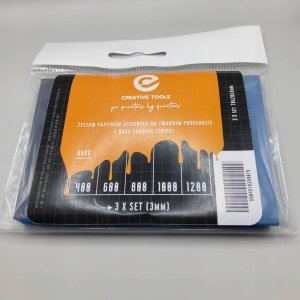 CREATIVE TOOLS
for painters by painters
ZESTAW PAPIERÓW ŚCIERNYCH NA TWARDYM PODKŁADZIE
HARD SANDING STRIPES
HARD
400 600 800 1000 1200
3 X SET (3MM)